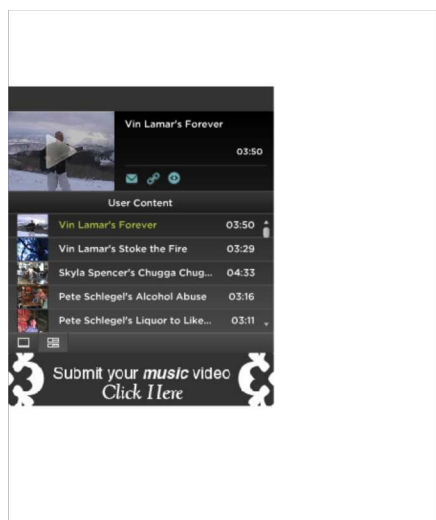 Vin Lamar's Forever
03:50
User Content
Vin Lamar's Forever 03:50
Vin Lamar's Stoke the Fire 03:29
Skyla Spencer's Chugga Chug... 04:33
Pete Schlegel's Alcohol Abuse 03:16
Pete Schlegel's Liquor to Like... 03:11
Submit your music video
Click Here